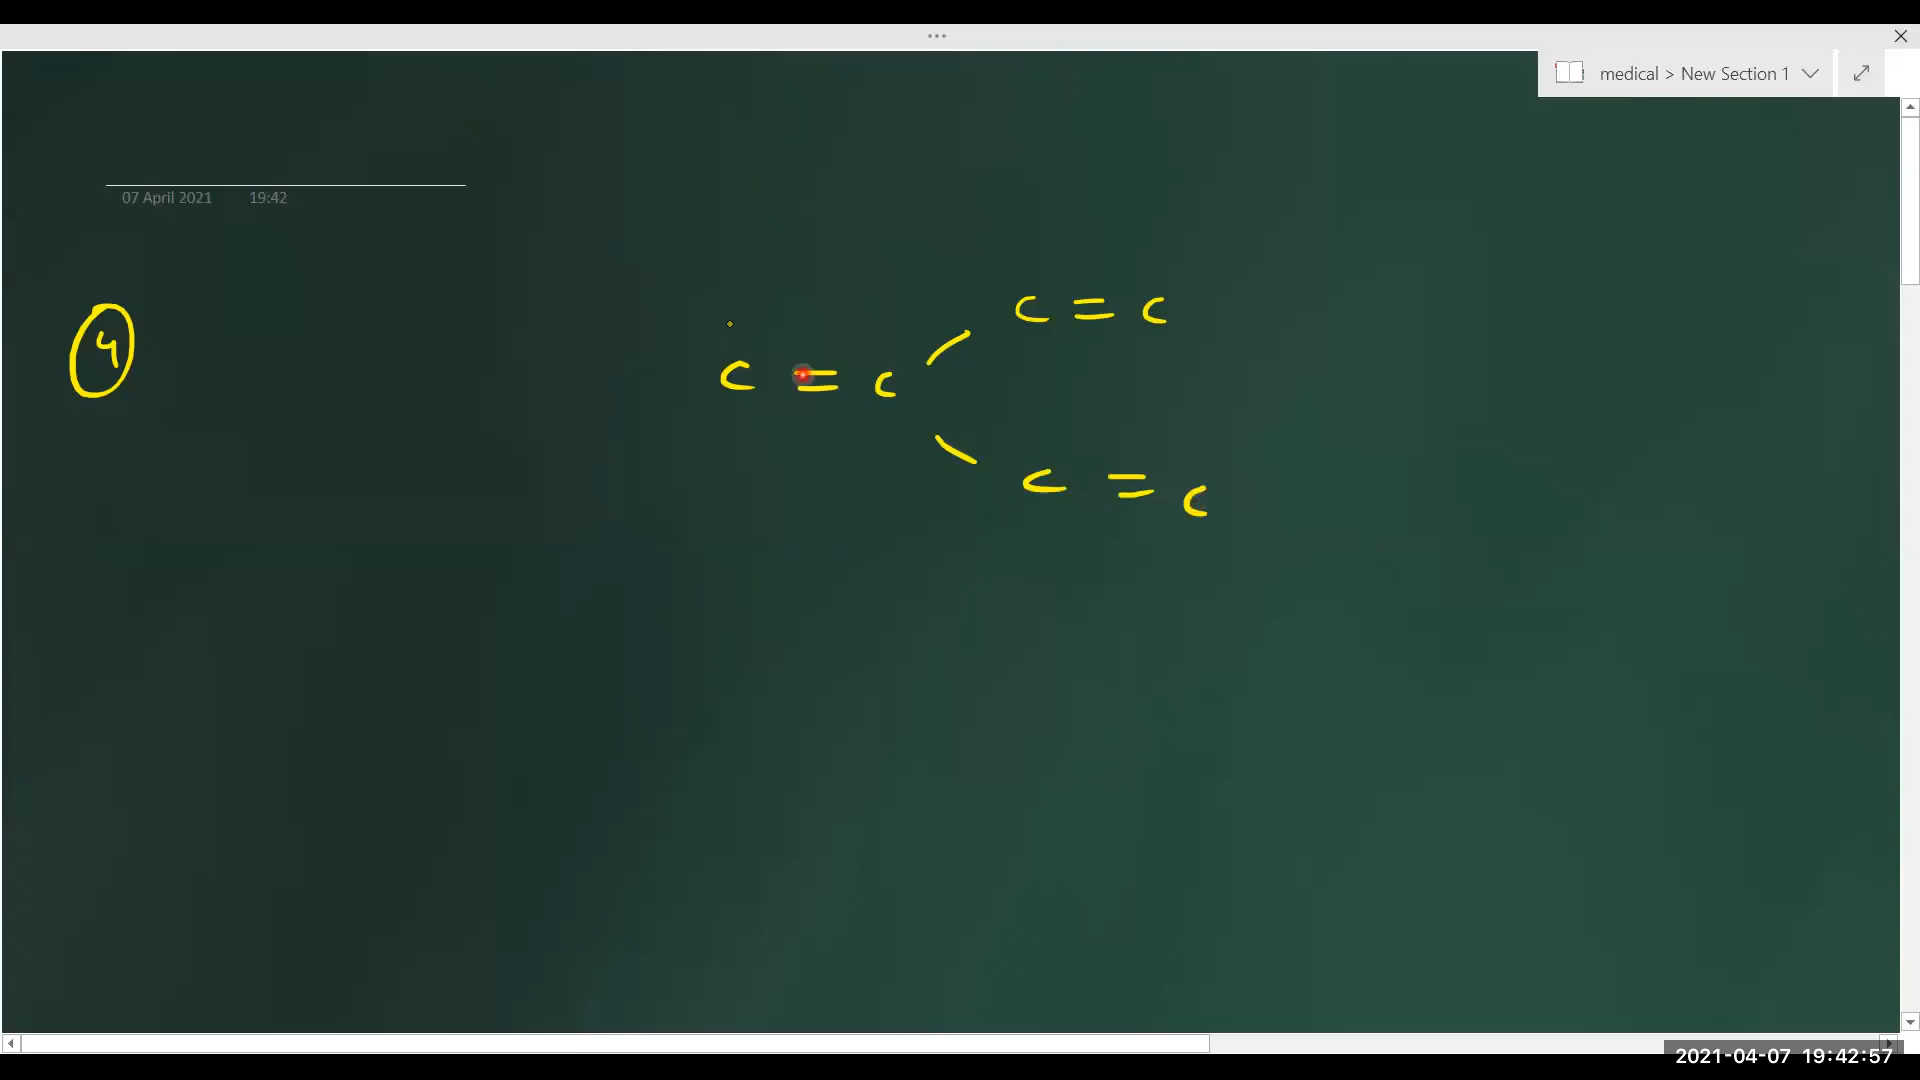 medical > New Section 1
07 April 2021 19:42
4
c = c
c = c
c = c
2021-04-07 19:42:57